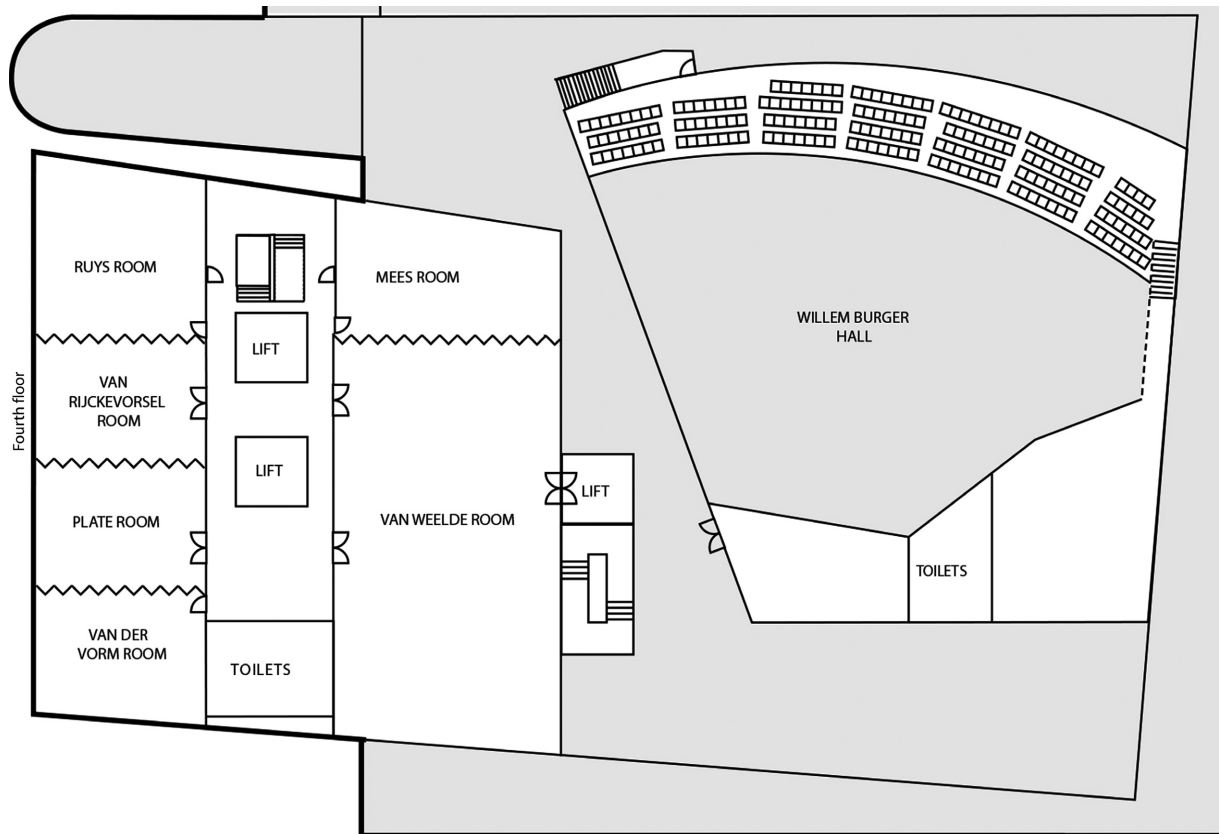 Fourth floor
RUYS ROOM
MEES ROOM
WILLEM BURGER
HALL
LIFT
VAN
RIJCKEVORSEL
ROOM
LIFT
LIFT
PLATE ROOM
VAN WEELDE ROOM
TOILETS
VAN DER
VORM ROOM
TOILETS